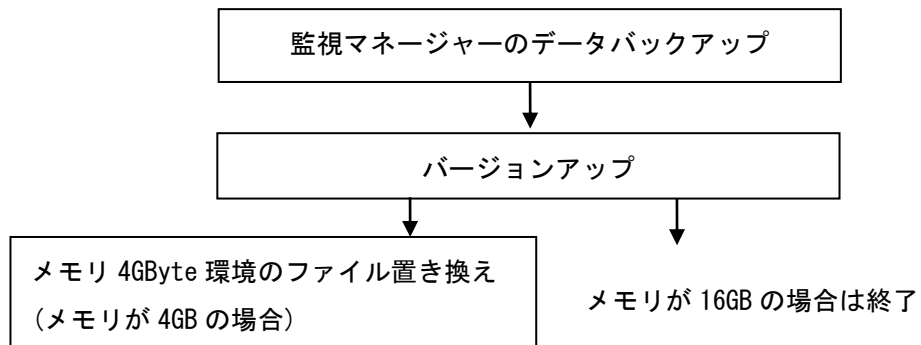 監視マネージャーのデータバックアップ
バージョンアップ
メモリ 4GByte 環境のファイル置き換え
(メモリが 4GB の場合)
メモリが 16GB の場合は終了